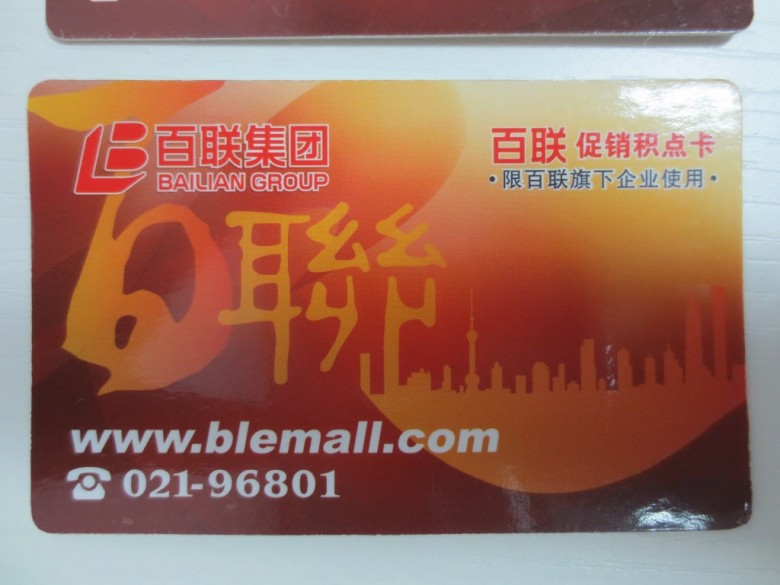 百联集团
BAILIAN GROUP
百联 促销积点卡
·限百联旗下企业使用·
百聯
www.blemall.com
☎ 021-96801